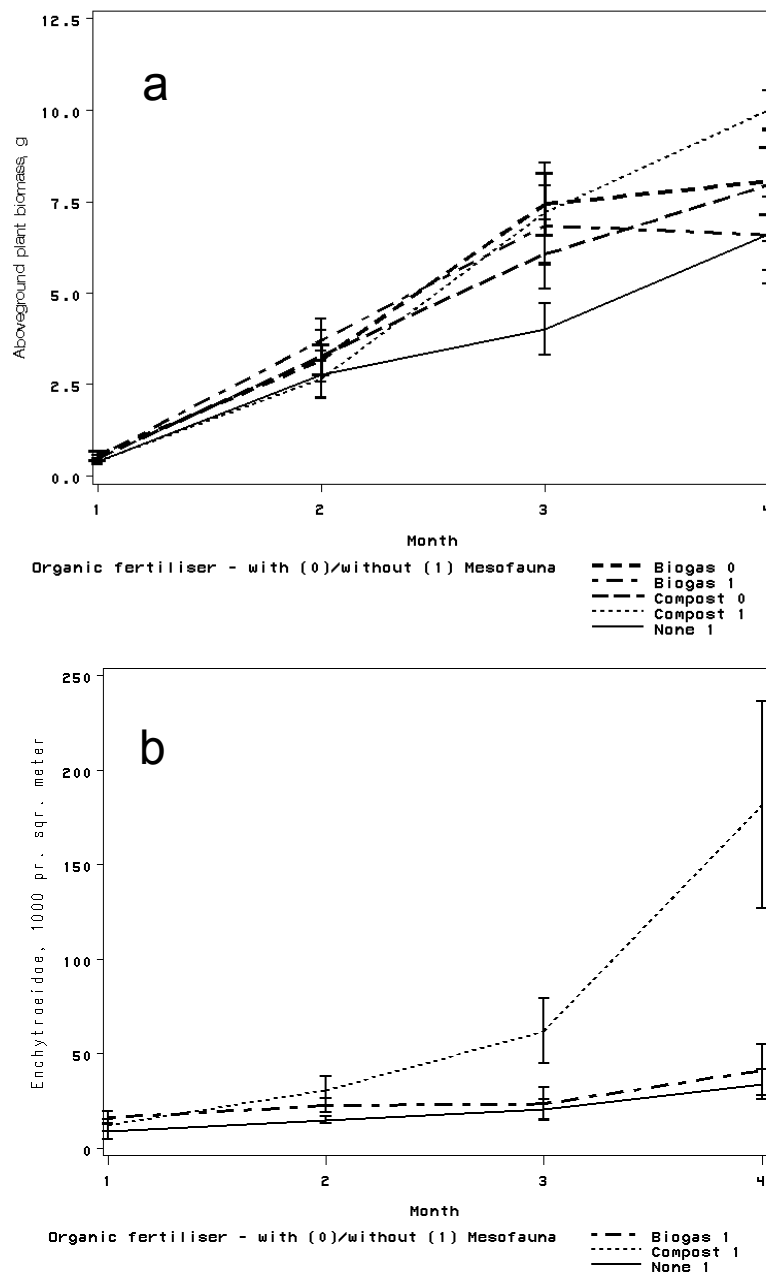 a
Aboveground plant biomass, g
12.5
10.0
7.5
5.0
2.5
0.0
1 2 3 4
Month
Organic fertiliser - with (0)/without (1) Mesofauna
Biogas 0
Biogas 1
Compost 0
Compost 1
None 1
b
Enchytraeidae, 1000 pr. sqr. meter
250
200
150
100
50
0
1 2 3 4
Month
Organic fertiliser - with (0)/without (1) Mesofauna
Biogas 1
Compost 1
None 1